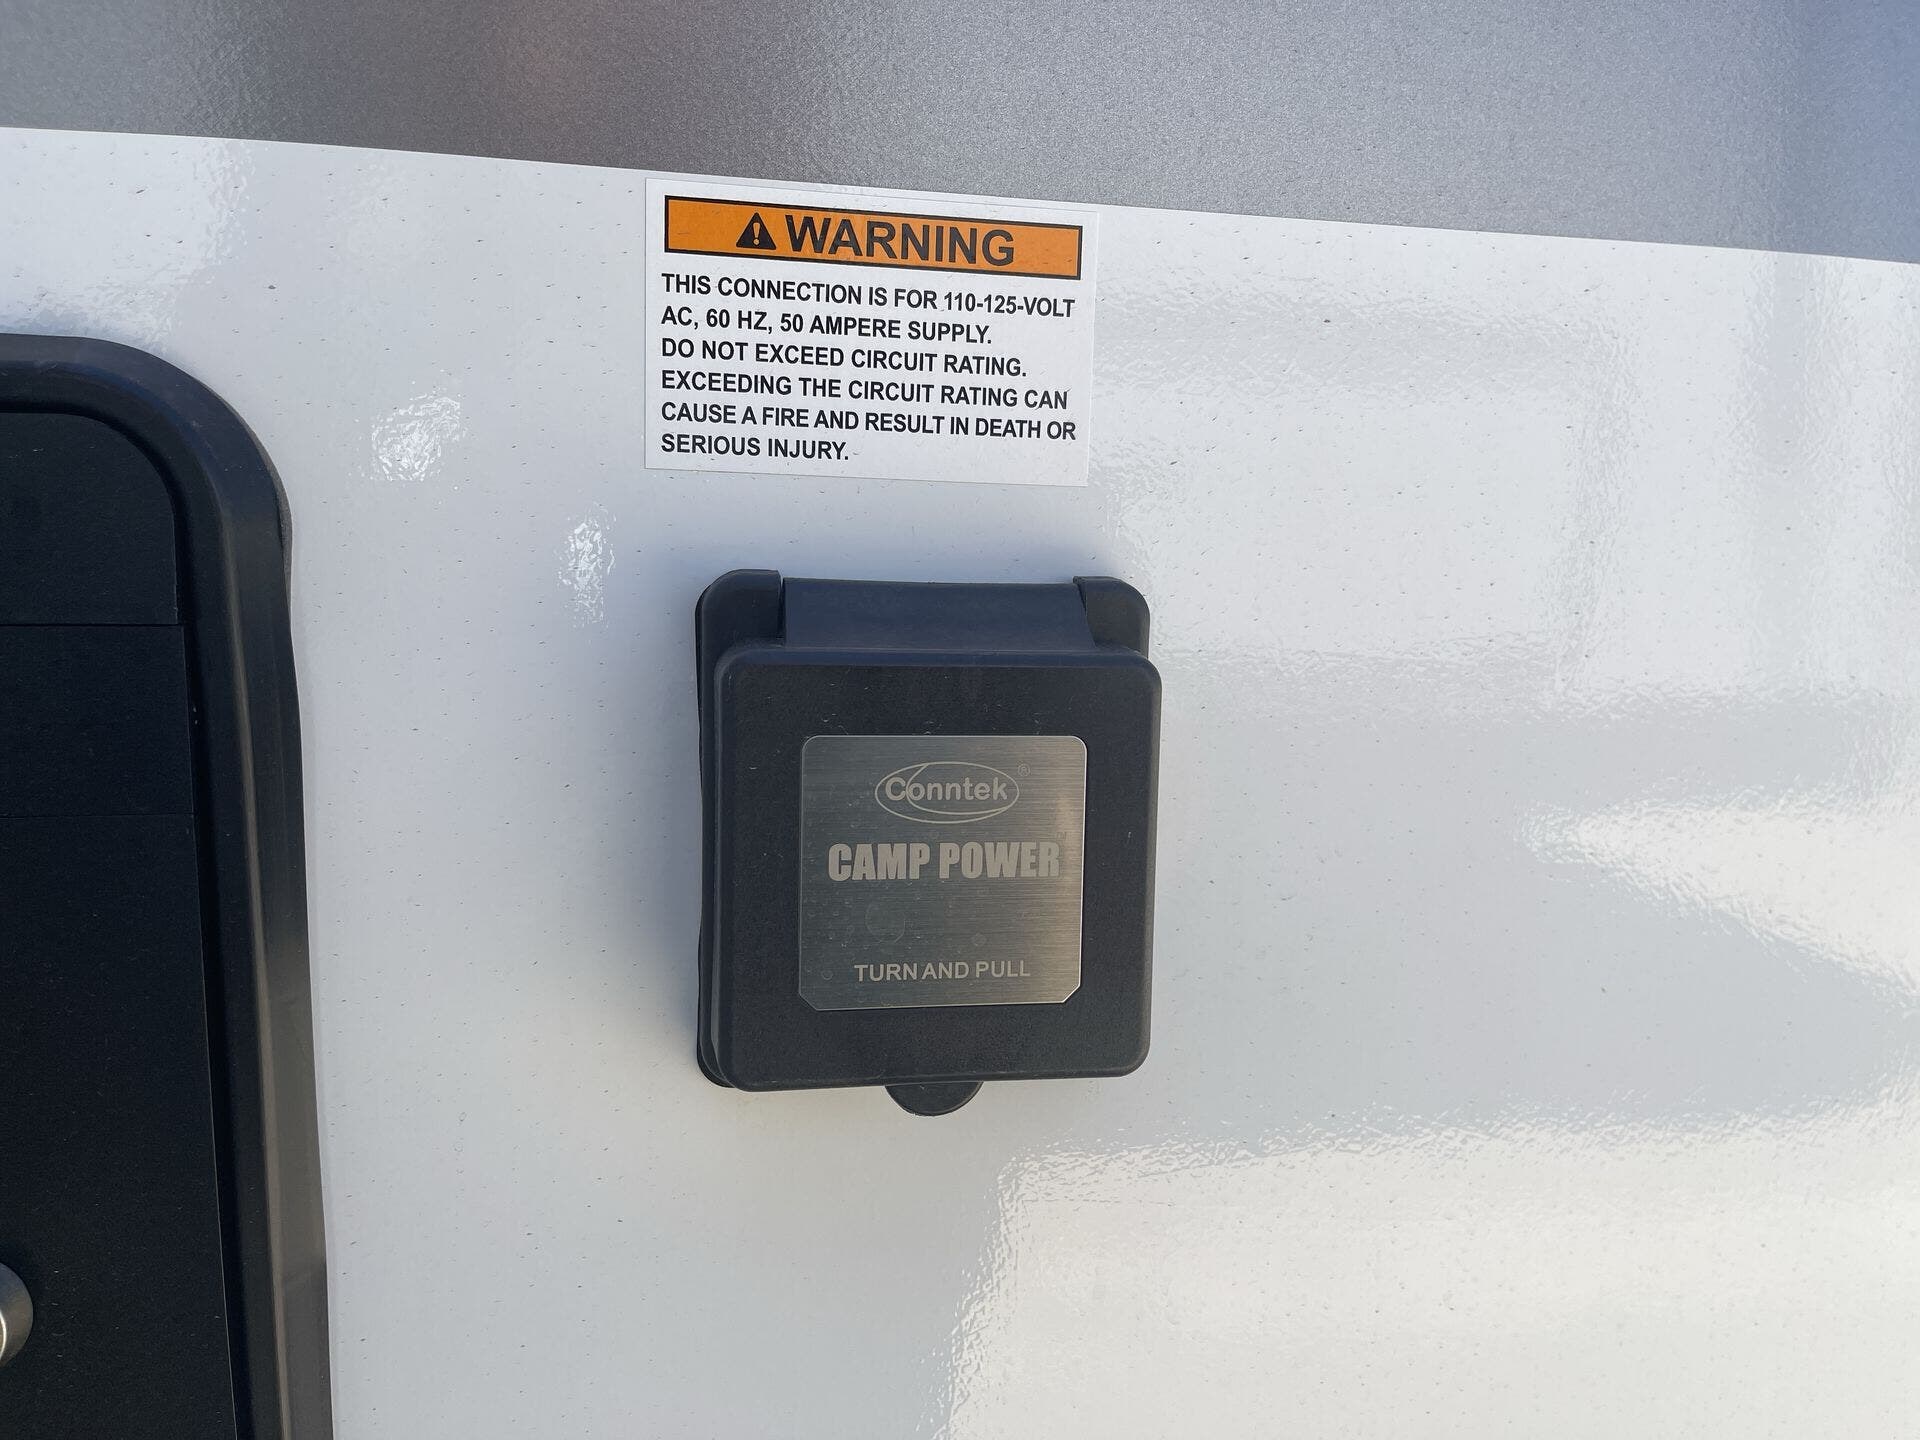 WARNING
THIS CONNECTION IS FOR 110-125-VOLT
AC, 60 HZ, 50 AMPERE SUPPLY.
DO NOT EXCEED CIRCUIT RATING.
EXCEEDING THE CIRCUIT RATING CAN
CAUSE A FIRE AND RESULT IN DEATH OR
SERIOUS INJURY.
Conntek®
CAMP POWER
TURN AND PULL